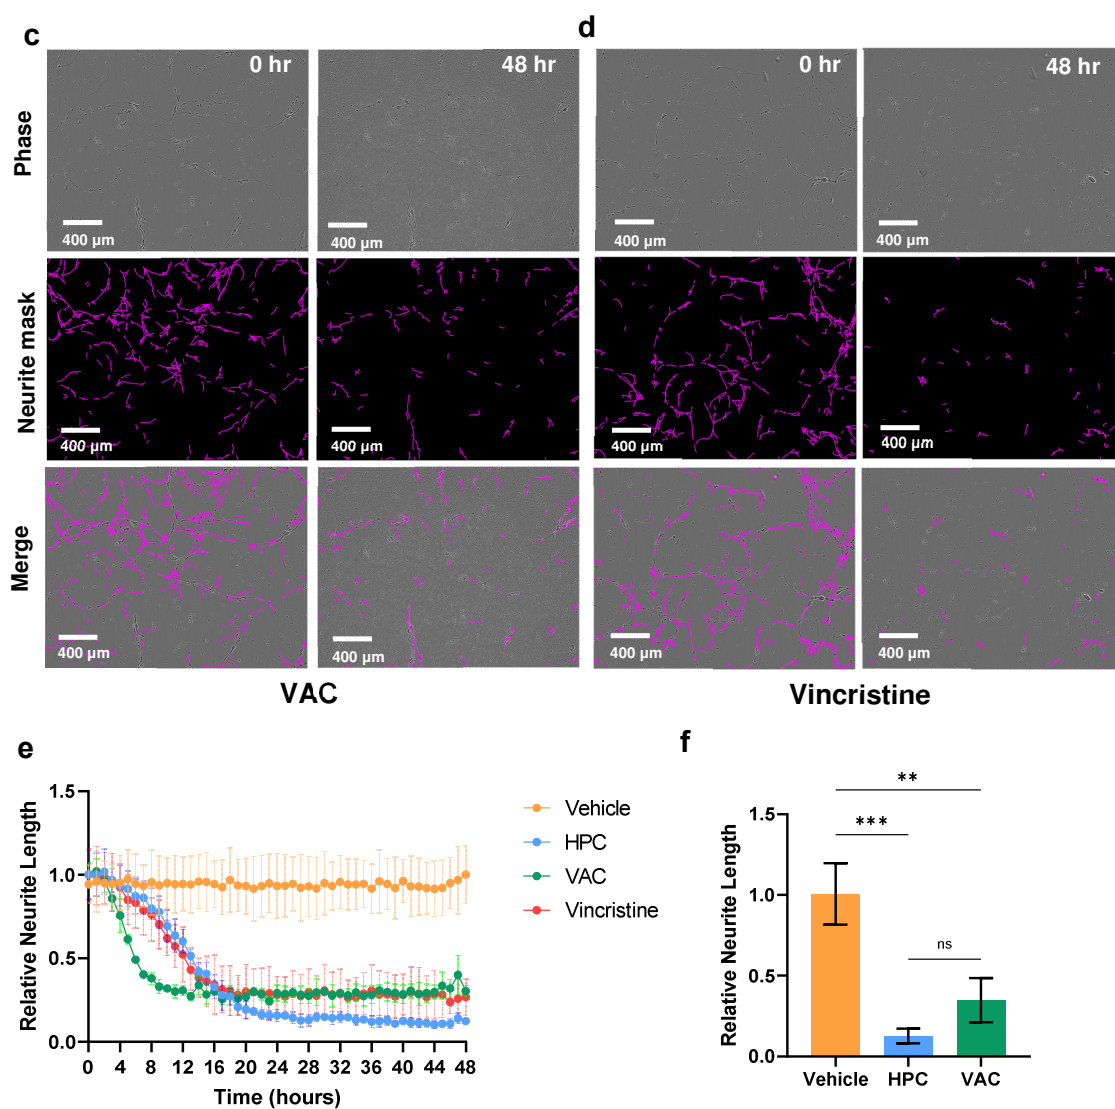 c
d
0 hr
48 hr
0 hr
48 hr
Phase
400 µm
400 µm
400 µm
400 µm
Neurite mask
400 µm
400 µm
400 µm
400 µm
Merge
400 µm
400 µm
400 µm
400 µm
VAC
Vincristine
e
Relative Neurite Length
1.5
1.0
0.5
0.0
0 4 8 12 16 20 24 28 32 36 40 44 48
Time (hours)
Vehicle
HPC
VAC
Vincristine
f
Relative Neurite Length
1.5
1.0
0.5
0.0
**
***
ns
Vehicle HPC VAC